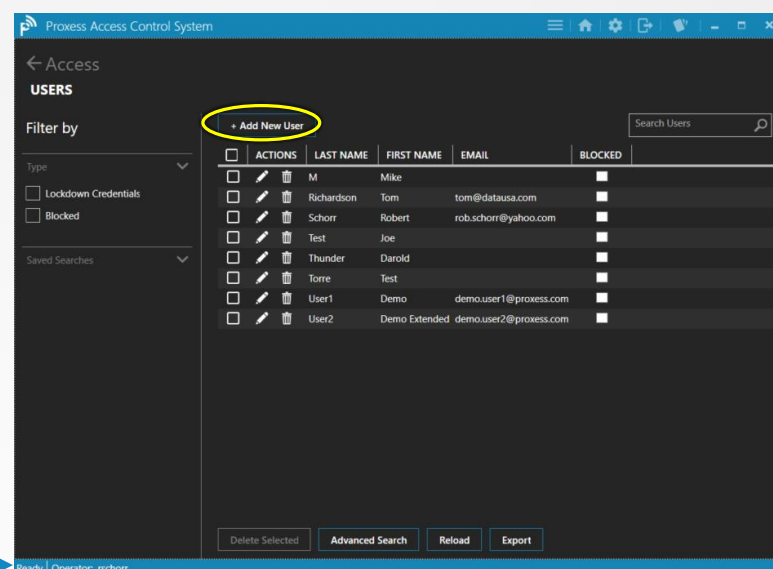 Proxess Access Control System
Access
USERS
Filter by
Type
Lockdown Credentials
Blocked
Saved Searches
+ Add New User
Search Users
ACTIONS LAST NAME FIRST NAME EMAIL BLOCKED
M Mike
Richardson Tom tom@datausa.com
Schorr Robert rob.schorr@yahoo.com
Test Joe
Thunder Darold
Torre Test
User1 Demo demo.user1@proxess.com
User2 Demo Extended demo.user2@proxess.com
Delete Selected Advanced Search Reload Export
Ready Operator: rschorr